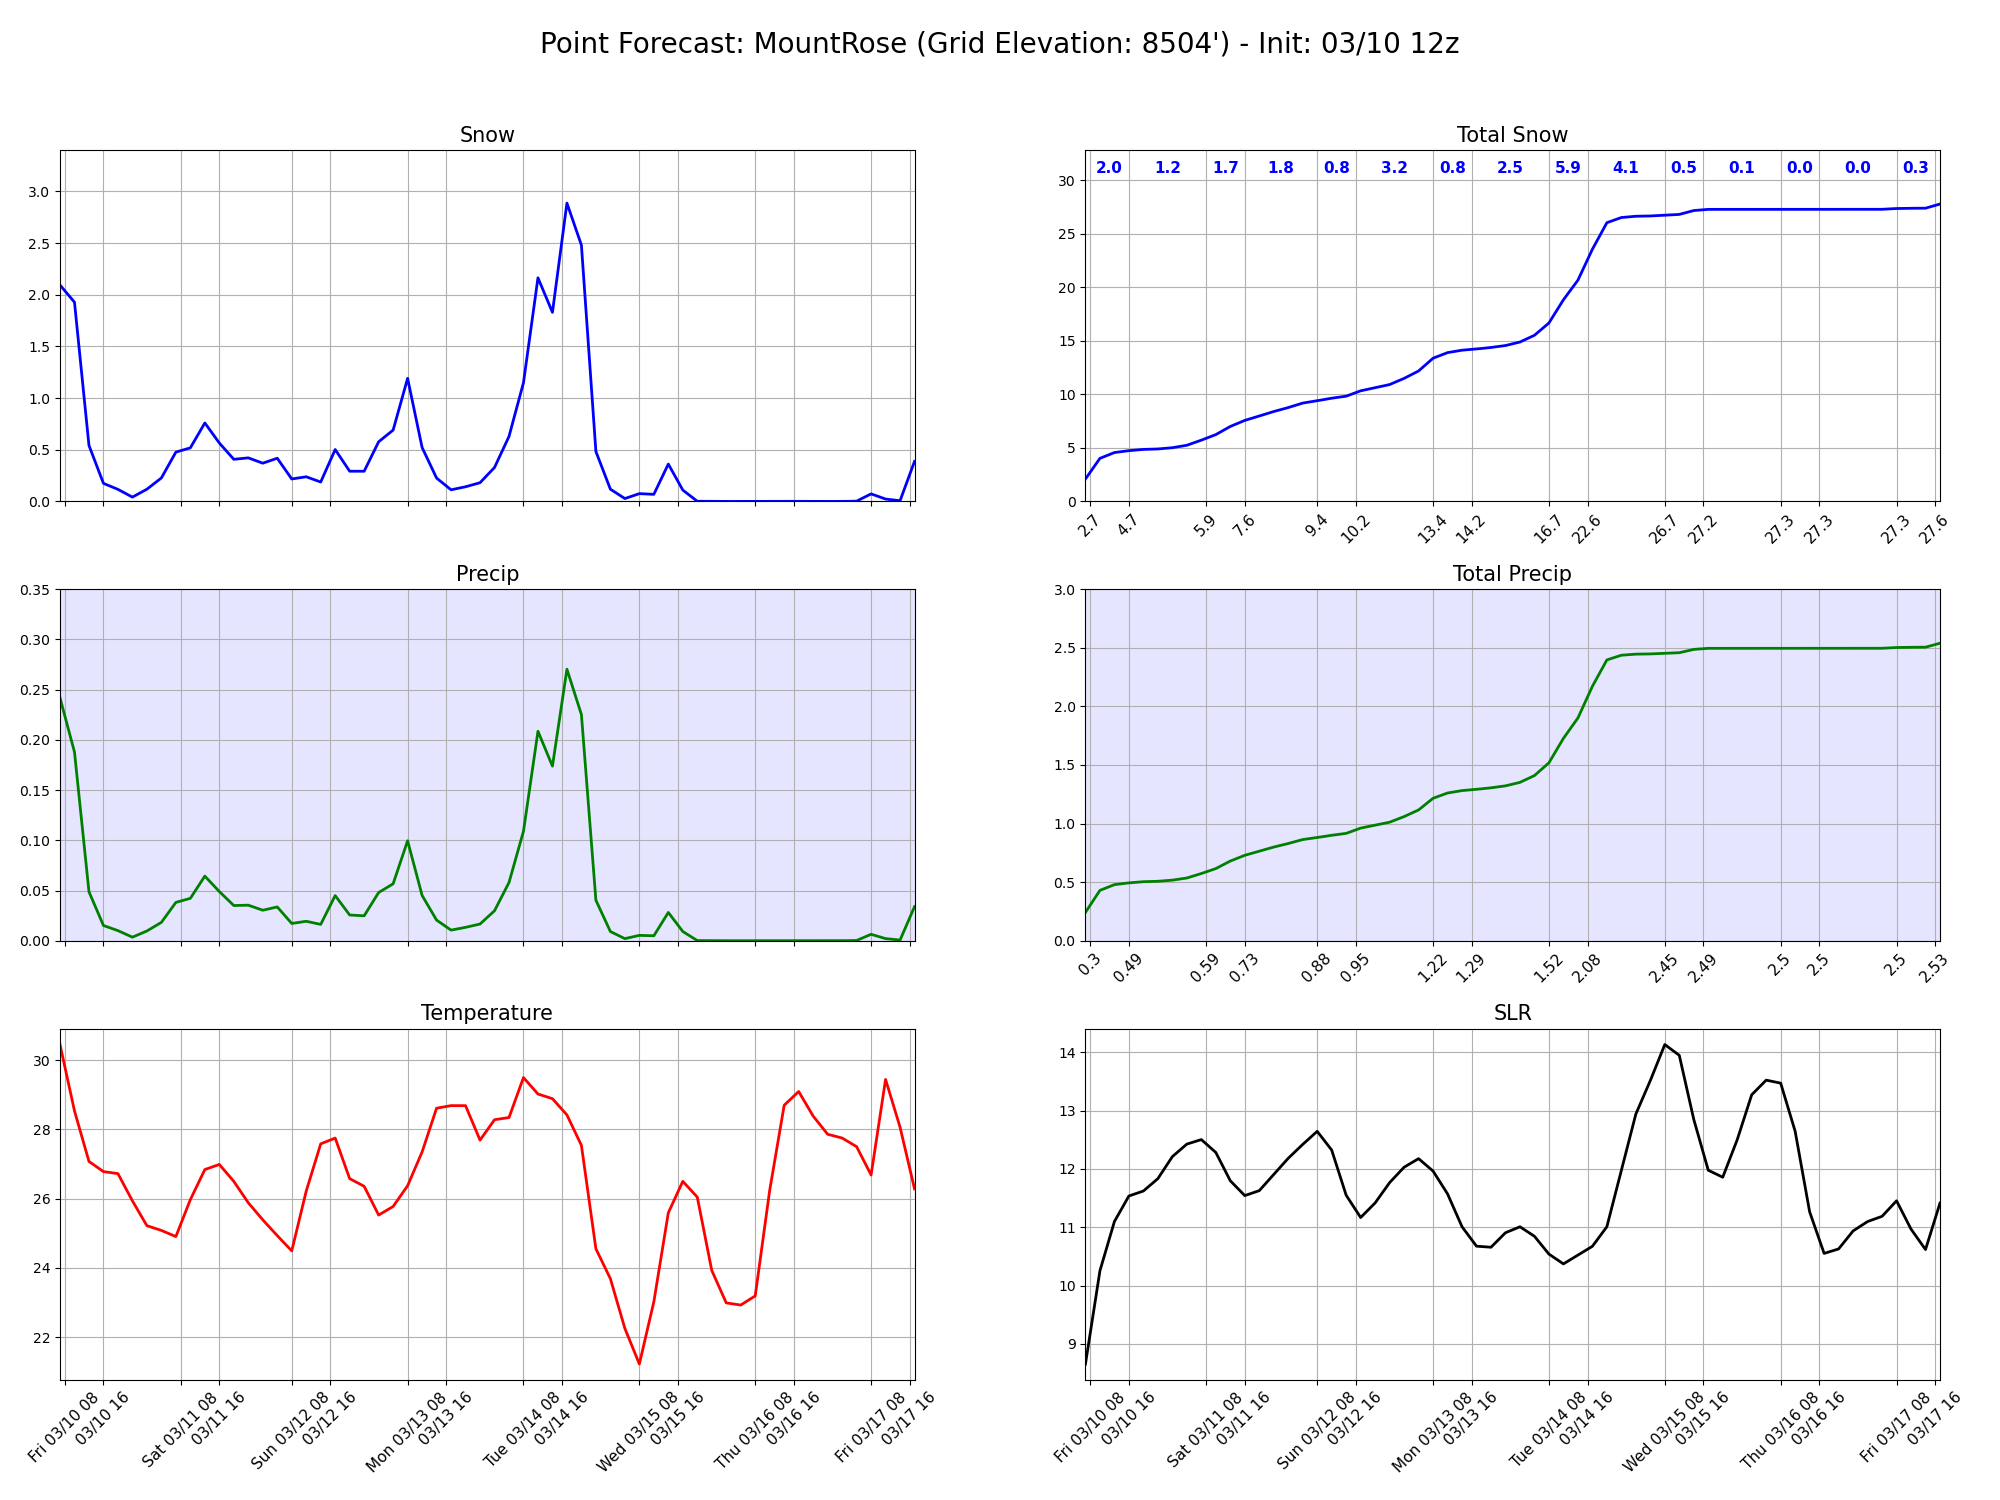 Point Forecast: MountRose (Grid Elevation: 8504') - Init: 03/10 12z
Snow
3.0
2.5
2.0
1.5
1.0
0.5
0.0
Total Snow
2.0 1.2 1.7 1.8 0.8 3.2 0.8 2.5 5.9 4.1 0.5 0.1 0.0 0.0 0.3
30
25
20
15
10
5
0
2.7 4.7 5.9 7.6 9.4 10.2 13.4 14.2 16.7 22.6 26.7 27.2 27.3 27.3 27.3 27.6
Precip
0.35
0.30
0.25
0.20
0.15
0.10
0.05
0.00
Total Precip
3.0
2.5
2.0
1.5
1.0
0.5
0.0
0.3 0.49 0.59 0.73 0.88 0.95 1.22 1.29 1.52 2.08 2.45 2.49 2.5 2.5 2.5 2.53
Temperature
30
28
26
24
22
Fri 03/10 08
03/10 16
Sat 03/11 08
03/11 16
Sun 03/12 08
03/12 16
Mon 03/13 08
03/13 16
Tue 03/14 08
03/14 16
Wed 03/15 08
03/15 16
Thu 03/16 08
03/16 16
Fri 03/17 08
03/17 16
SLR
14
13
12
11
10
9
Fri 03/10 08
03/10 16
Sat 03/11 08
03/11 16
Sun 03/12 08
03/12 16
Mon 03/13 08
03/13 16
Tue 03/14 08
03/14 16
Wed 03/15 08
03/15 16
Thu 03/16 08
03/16 16
Fri 03/17 08
03/17 16